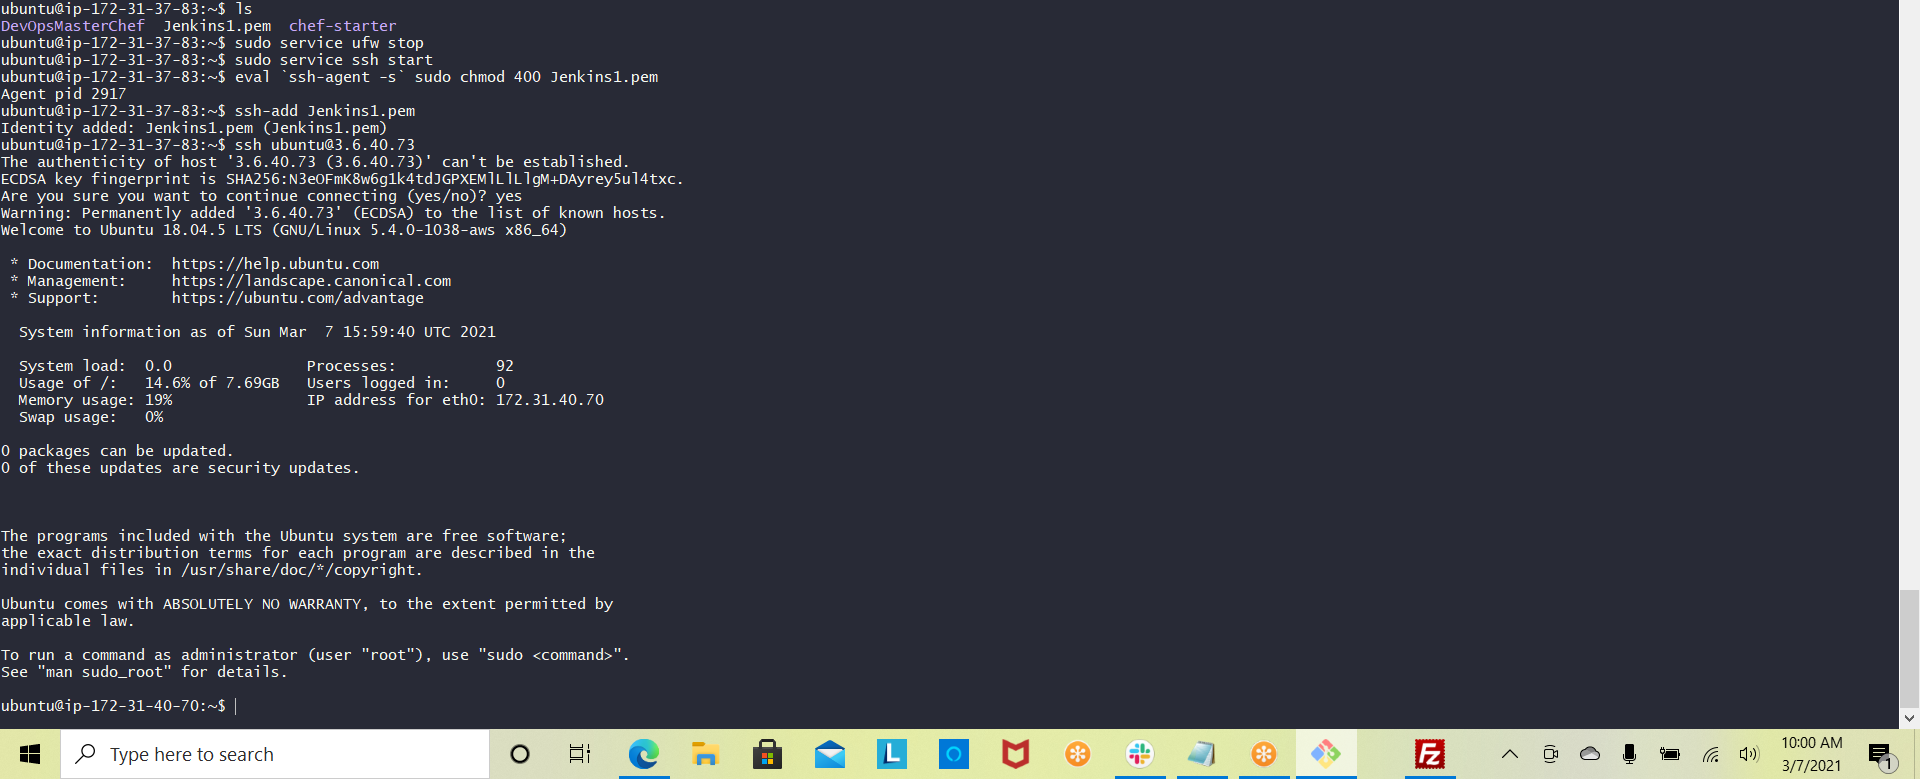 ubuntu@ip-172-31-37-83:~$ ls
DevOpsMasterChef  Jenkins1.pem  chef-starter
ubuntu@ip-172-31-37-83:~$ sudo service ufw stop
ubuntu@ip-172-31-37-83:~$ sudo service ssh start
ubuntu@ip-172-31-37-83:~$ eval `ssh-agent -s` sudo chmod 400 Jenkins1.pem
Agent pid 2917
ubuntu@ip-172-31-37-83:~$ ssh-add Jenkins1.pem
Identity added: Jenkins1.pem (Jenkins1.pem)
ubuntu@ip-172-31-37-83:~$ ssh ubuntu@3.6.40.73
The authenticity of host '3.6.40.73 (3.6.40.73)' can't be established.
ECDSA key fingerprint is SHA256:N3eOFmK8w6g1k4tdJGPXEMlLlLlgM+DAyrey5ul4txc.
Are you sure you want to continue connecting (yes/no)? yes
Warning: Permanently added '3.6.40.73' (ECDSA) to the list of known hosts.
Welcome to Ubuntu 18.04.5 LTS (GNU/Linux 5.4.0-1038-aws x86_64)
 * Documentation:  https://help.ubuntu.com
 * Management:     https://landscape.canonical.com
 * Support:        https://ubuntu.com/advantage
  System information as of Sun Mar  7 15:59:40 UTC 2021
  System load:  0.0               Processes:           92
  Usage of /:   14.6% of 7.69GB   Users logged in:     0
  Memory usage: 19%               IP address for eth0: 172.31.40.70
  Swap usage:   0%
0 packages can be updated.
0 of these updates are security updates.
The programs included with the Ubuntu system are free software;
the exact distribution terms for each program are described in the
individual files in /usr/share/doc/*/copyright.
Ubuntu comes with ABSOLUTELY NO WARRANTY, to the extent permitted by
applicable law.
To run a command as administrator (user "root"), use "sudo <command>".
See "man sudo_root" for details.
ubuntu@ip-172-31-40-70:~$
Type here to search
L
Fz
10:00 AM
3/7/2021
1